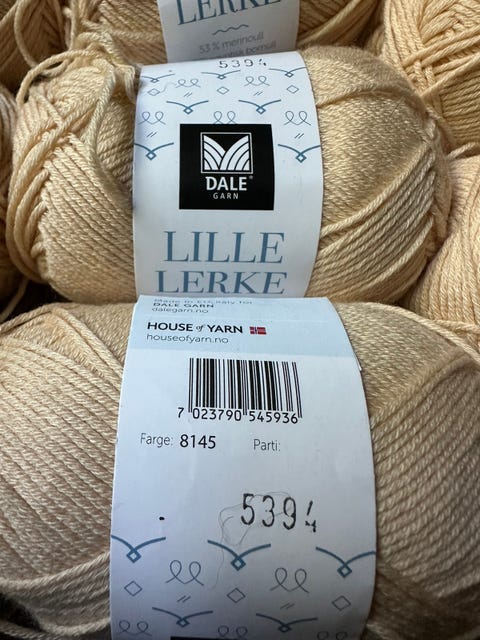 LERKE
53 % merinoull
bomull
5394
DALE®
GARN
LILLE
LERKE
Made in EU, Italy for
DALE GARN
dalegarn.no
HOUSE of YARN
houseofyarn.no
7 023790 545936
Farge: 8145 Parti:
5394